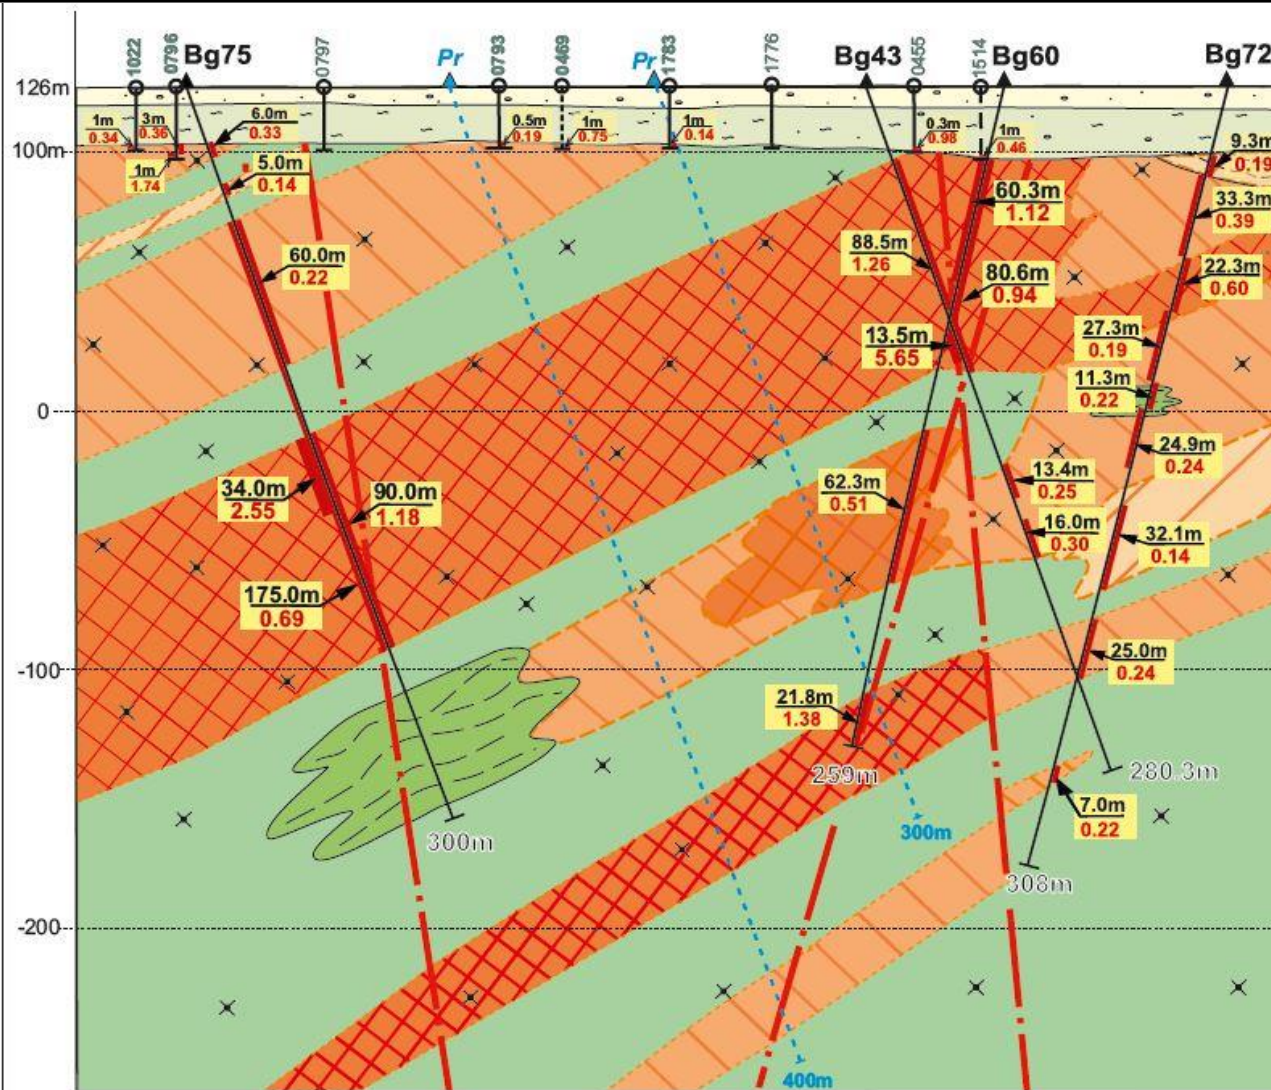 1022
0796
Bg75
0797
Pr
0793
0469
Pr
1783
1776
Bg43
0455
1514
Bg60
Bg72
126m
100m
0
-100
-200
1m
0.34
3m
0.36
6.0m
0.33
1m
1.74
5.0m
0.14
0.5m
0.19
1m
0.75
1m
0.14
0.3m
0.98
1m
0.46
9.3m
0.19
60.3m
1.12
33.3m
0.39
88.5m
1.26
60.0m
0.22
80.6m
0.94
22.3m
0.60
13.5m
5.65
27.3m
0.19
11.3m
0.22
24.9m
0.24
34.0m
2.55
90.0m
1.18
62.3m
0.51
13.4m
0.25
16.0m
0.30
32.1m
0.14
175.0m
0.69
25.0m
0.24
21.8m
1.38
259m
280.3m
7.0m
0.22
300m
300m
308m
400m